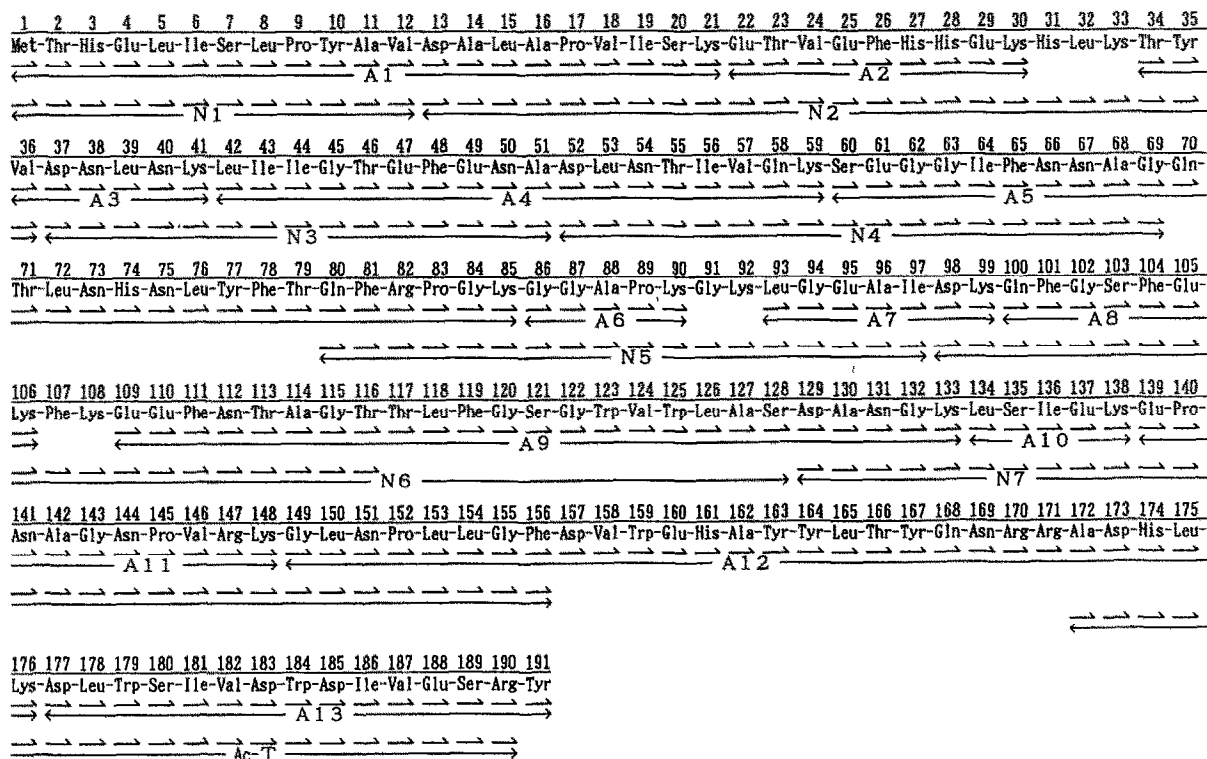 1 2 3 4 5 6 7 8 9 10 11 12 13 14 15 16 17 18 19 20 21 22 23 24 25 26 27 28 29 30 31 32 33 34 35
Met-Thr-His-Glu-Leu-Ile-Ser-Leu-Pro-Tyr-Ala-Val-Asp-Ala-Leu-Ala-Pro-Val-Ile-Ser-Lys-Glu-Thr-Val-Glu-Phe-His-His-Glu-Lys-His-Leu-Lys-Thr-Tyr
A1 A2
N1 N2
36 37 38 39 40 41 42 43 44 45 46 47 48 49 50 51 52 53 54 55 56 57 58 59 60 61 62 63 64 65 66 67 68 69 70
Val-Asp-Asn-Leu-Asn-Lys-Leu-Ile-Ile-Gly-Thr-Glu-Phe-Glu-Asn-Ala-Asp-Leu-Asn-Thr-Ile-Val-Gln-Lys-Ser-Glu-Gly-Gly-Ile-Phe-Asn-Asn-Ala-Gly-Gln-
A3 A4 A5
N3 N4
71 72 73 74 75 76 77 78 79 80 81 82 83 84 85 86 87 88 89 90 91 92 93 94 95 96 97 98 99 100 101 102 103 104 105
Thr-Leu-Asn-His-Asn-Leu-Tyr-Phe-Thr-Gln-Phe-Arg-Pro-Gly-Lys-Gly-Gly-Ala-Pro-Lys-Gly-Lys-Leu-Gly-Glu-Ala-Ile-Asp-Lys-Gln-Phe-Gly-Ser-Phe-Glu-
A6 A7 A8
N5
106 107 108 109 110 111 112 113 114 115 116 117 118 119 120 121 122 123 124 125 126 127 128 129 130 131 132 133 134 135 136 137 138 139 140
Lys-Phe-Lys-Glu-Glu-Phe-Asn-Thr-Ala-Gly-Thr-Thr-Leu-Phe-Gly-Ser-Gly-Trp-Val-Trp-Leu-Ala-Ser-Asp-Ala-Asn-Gly-Lys-Leu-Ser-Ile-Glu-Lys-Glu-Pro-
A9 A10
N6 N7
141 142 143 144 145 146 147 148 149 150 151 152 153 154 155 156 157 158 159 160 161 162 163 164 165 166 167 168 169 170 171 172 173 174 175
Asn-Ala-Gly-Asn-Pro-Val-Arg-Lys-Gly-Leu-Asn-Pro-Leu-Leu-Gly-Phe-Asp-Val-Trp-Glu-His-Ala-Tyr-Tyr-Leu-Thr-Tyr-Gln-Asn-Arg-Arg-Ala-Asp-His-Leu-
A11 A12
176 177 178 179 180 181 182 183 184 185 186 187 188 189 190 191
Lys-Asp-Leu-Trp-Ser-Ile-Val-Asp-Trp-Asp-Ile-Val-Glu-Ser-Arg-Tyr
A13
Ac-T